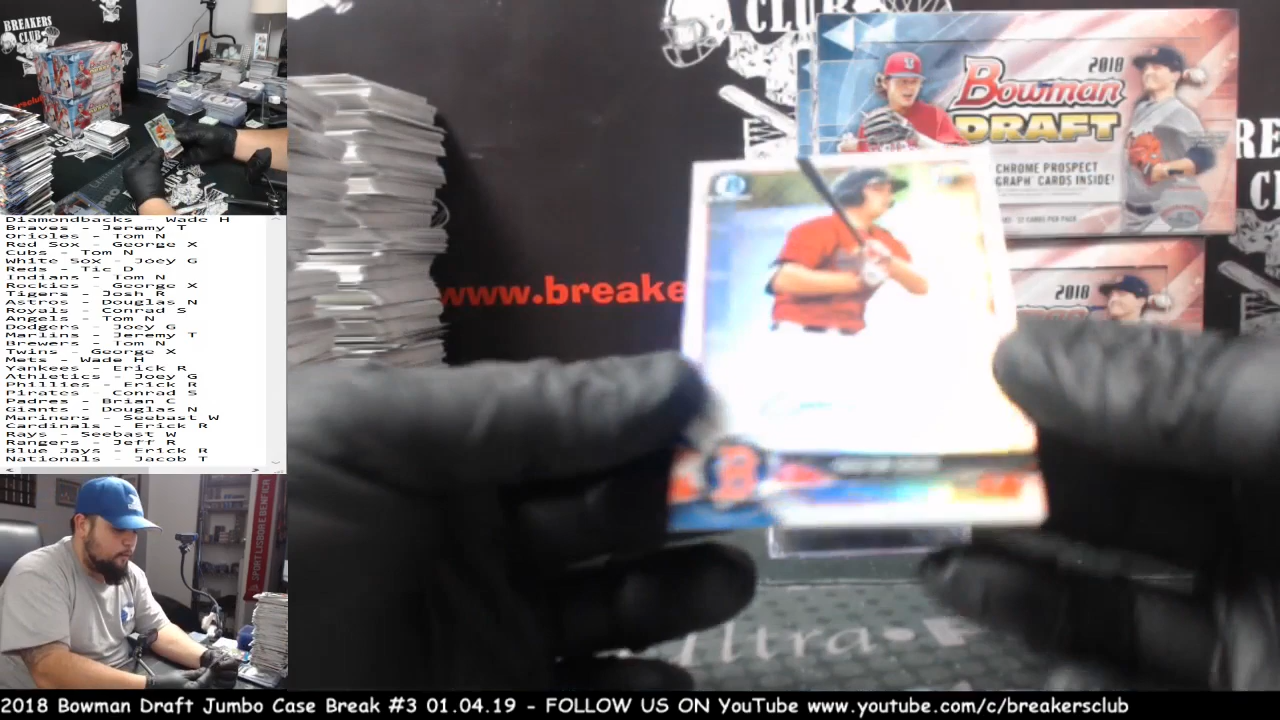 BREAKERS
CLUB
Diamondbacks - Wade H
Braves - Jeremy T
Orioles - Tom N
Red Sox - George X
Cubs - Tom N
White Sox - Joey G
Reds - Tic D
Indians - Tom N
Rockies - George X
Tigers - Josh R
Astros - Douglas N
Royals - Conrad S
Angels - Tom N
Dodgers - Joey G
Marlins - Jeremy T
Brewers - Tom N
Twins - George X
Mets - Wade H
Yankees - Erick R
Athletics - Joey G
Phillies - Erick R
Pirates - Conrad S
Padres - Brian C
Giants - Douglas N
Mariners - Seebast W
Cardinals - Erick R
Rays - Seebast W
Rangers - Jeff R
Blue Jays - Erick R
Nationals - Jacob T
SPORT LISBOA E BENFICA
CLUB
2018
Bowman
DRAFT
CHROME PROSPECT
GRAPH CARDS INSIDE!
2018
www.breake
B
Ultra
2018 Bowman Draft Jumbo Case Break #3 01.04.19 - FOLLOW US ON YouTube www.youtube.com/c/breakersclub